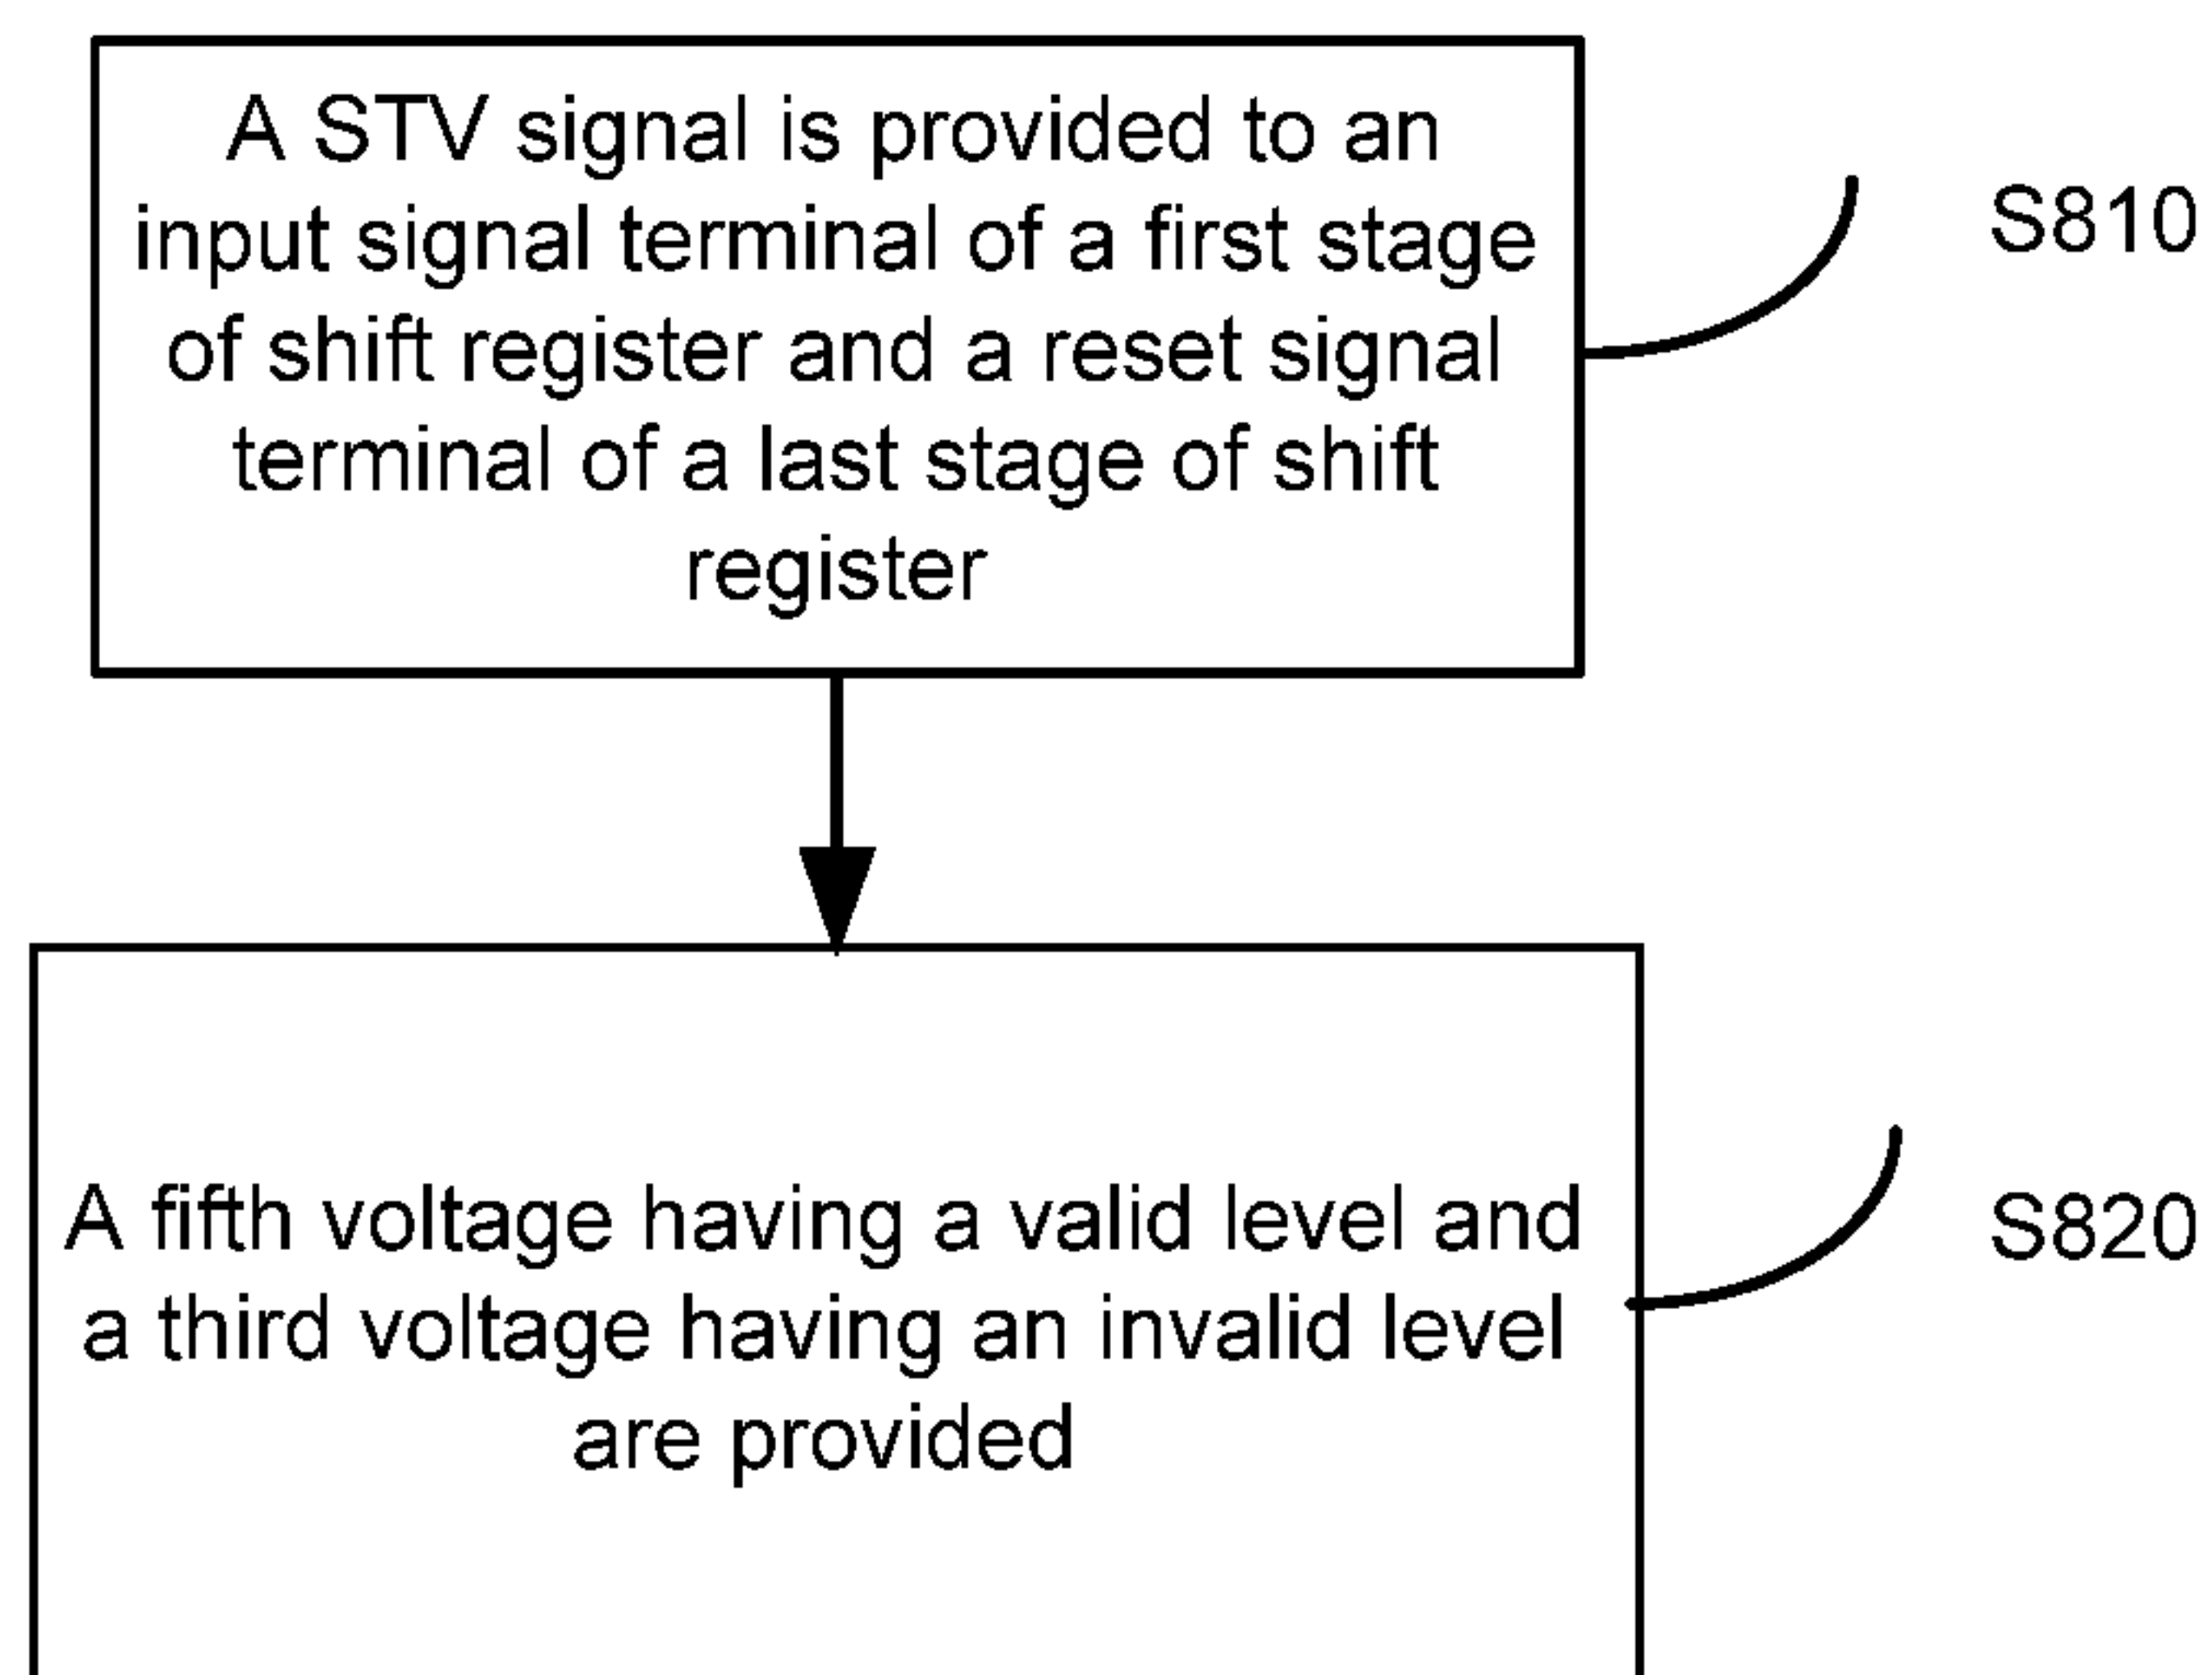 A STV signal is provided to an
input signal terminal of a first stage
of shift register and a reset signal
terminal of a last stage of shift
register
S810
A fifth voltage having a valid level and
a third voltage having an invalid level
are provided
S820